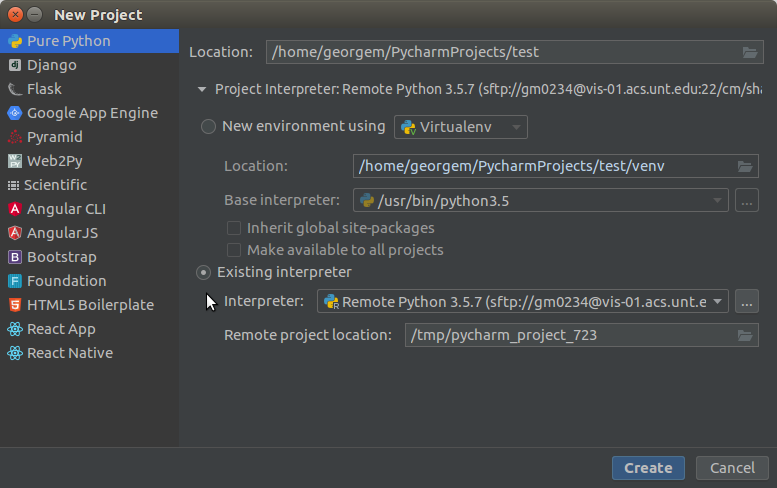 New Project
Pure Python
Django
Flask
Google App Engine
Pyramid
Web2Py
Scientific
Angular CLI
AngularJS
Bootstrap
Foundation
HTML5 Boilerplate
React App
React Native
Location: /home/georgem/PycharmProjects/test
Project Interpreter: Remote Python 3.5.7 (sftp://gm0234@vis-01.acs.unt.edu:22/cm/sha
New environment using Virtualenv
Location: /home/georgem/PycharmProjects/test/venv
Base interpreter: /usr/bin/python3.5 ...
Inherit global site-packages
Make available to all projects
Existing interpreter
Interpreter: Remote Python 3.5.7 (sftp://gm0234@vis-01.acs.unt.e ...
Remote project location: /tmp/pycharm_project_723
Create Cancel